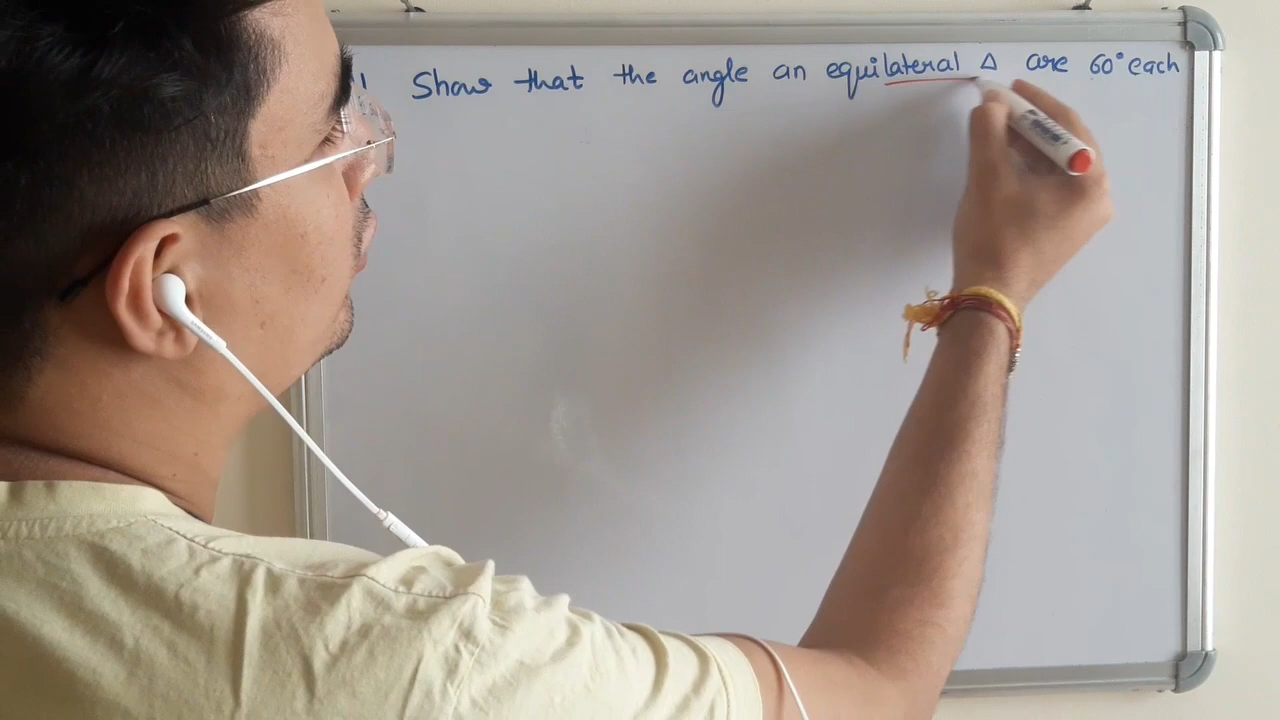 Show that the angle an equilateral Δ are 60° each